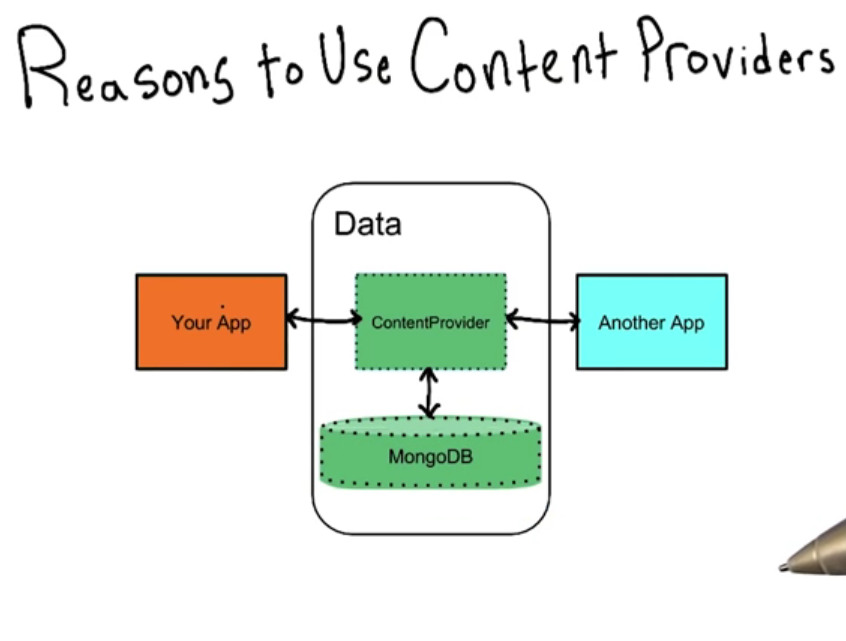 Reasons to Use Content Providers
Data
Your App
ContentProvider
Another App
MongoDB